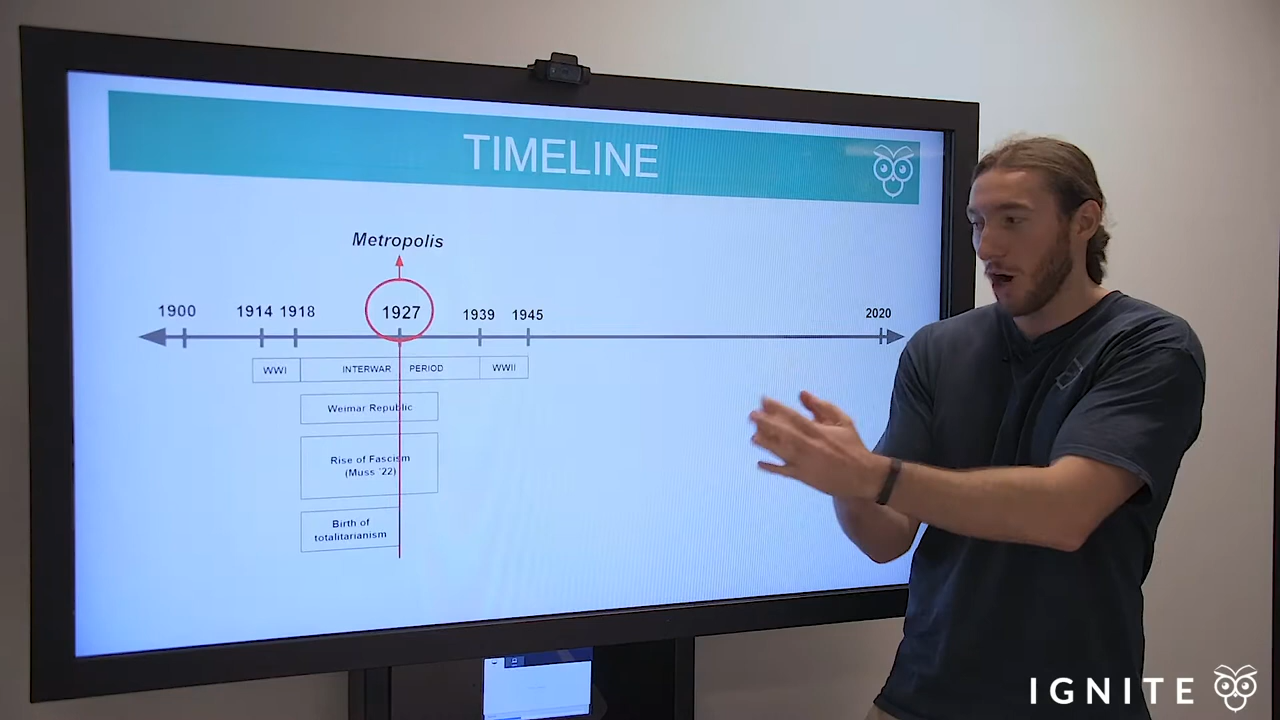 TIMELINE
Metropolis
1900 1914 1918 1927 1939 1945 2020
WWI INTERWAR PERIOD WWII
Weimar Republic
Rise of Fascism
(Muss '22)
Birth of
totalitarianism
IGNITE